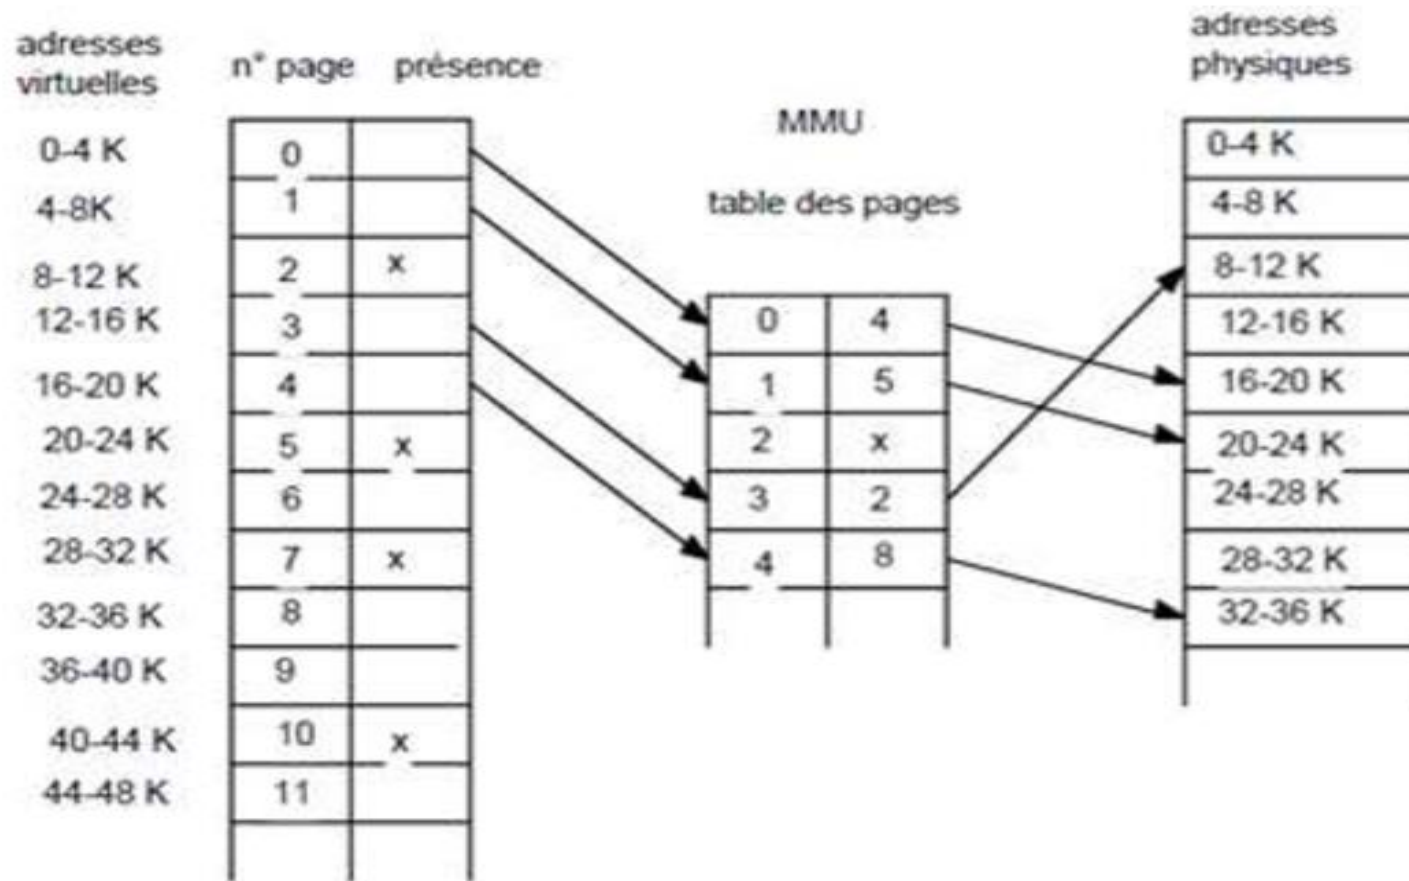 adresses
virtuelles
n° page présence
MMU
table des pages
adresses
physiques
0-4 K 0
4-8K 1
8-12 K 2 x
12-16 K 3
16-20 K 4
20-24 K 5 x
24-28 K 6
28-32 K 7 x
32-36 K 8
36-40 K 9
40-44 K 10 x
44-48 K 11
0 4
1 5
2 x
3 2
4 8
0-4 K
4-8 K
8-12 K
12-16 K
16-20 K
20-24 K
24-28 K
28-32 K
32-36 K